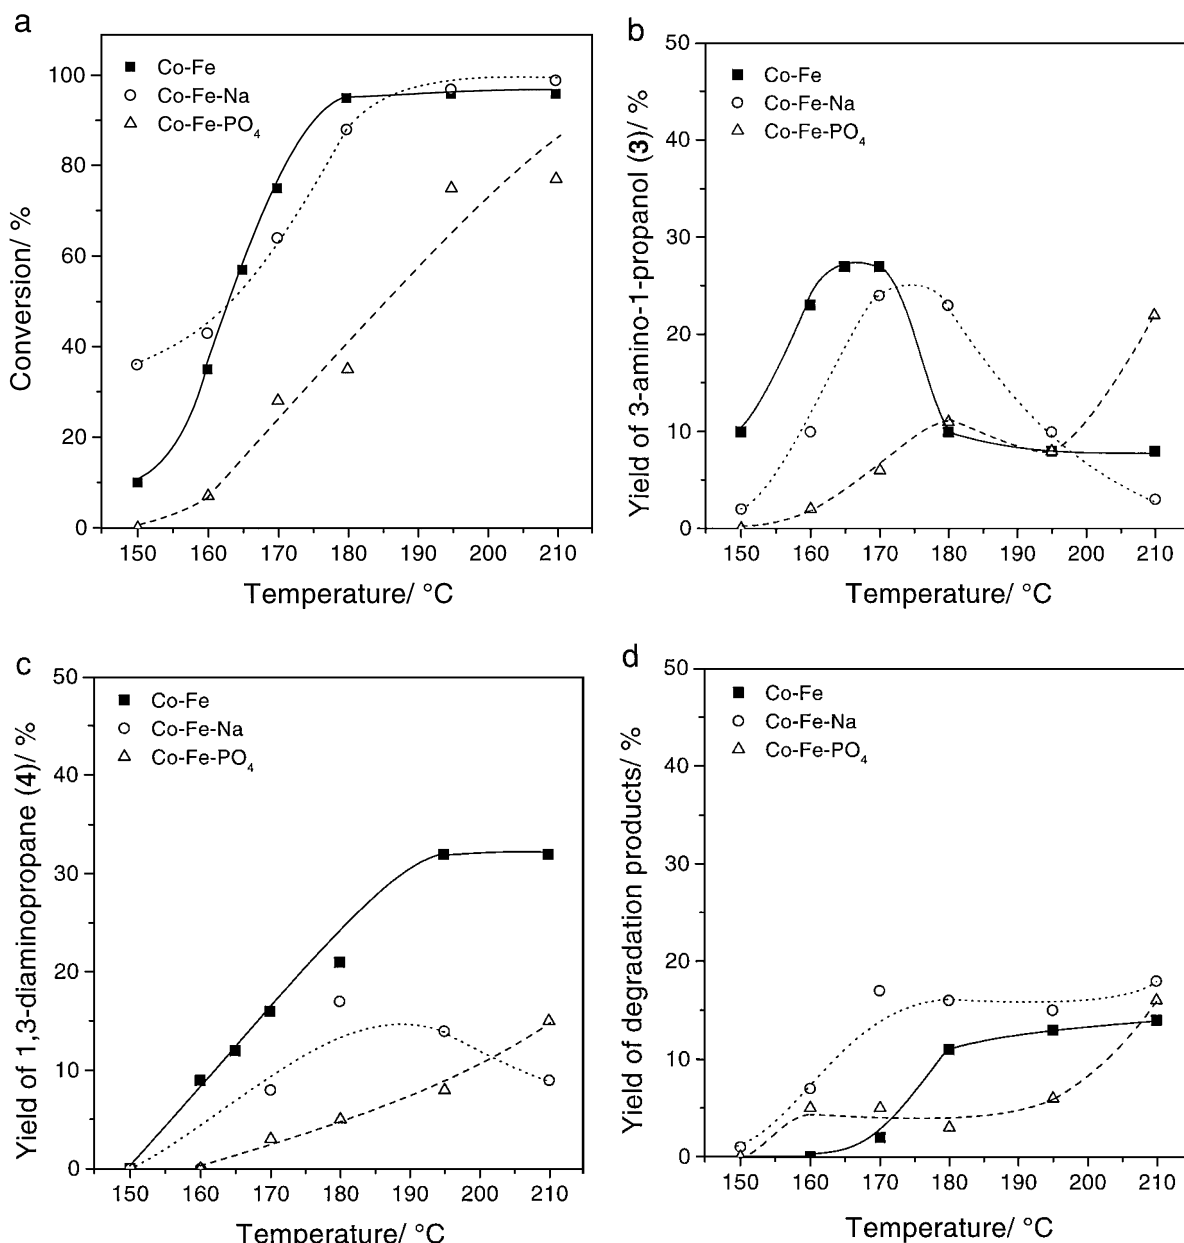 a
Co-Fe
Co-Fe-Na
Co-Fe-PO₄
100
80
60
40
20
0
Conversion/ %
150 160 170 180 190 200 210
Temperature/ °C
b
Co-Fe
Co-Fe-Na
Co-Fe-PO₄
50
40
30
20
10
0
Yield of 3-amino-1-propanol (3)/ %
150 160 170 180 190 200 210
Temperature/ °C
c
Co-Fe
Co-Fe-Na
Co-Fe-PO₄
50
40
30
20
10
0
Yield of 1,3-diaminopropane (4)/ %
150 160 170 180 190 200 210
Temperature/ °C
d
Co-Fe
Co-Fe-Na
Co-Fe-PO₄
50
40
30
20
10
0
Yield of degradation products/ %
150 160 170 180 190 200 210
Temperature/ °C